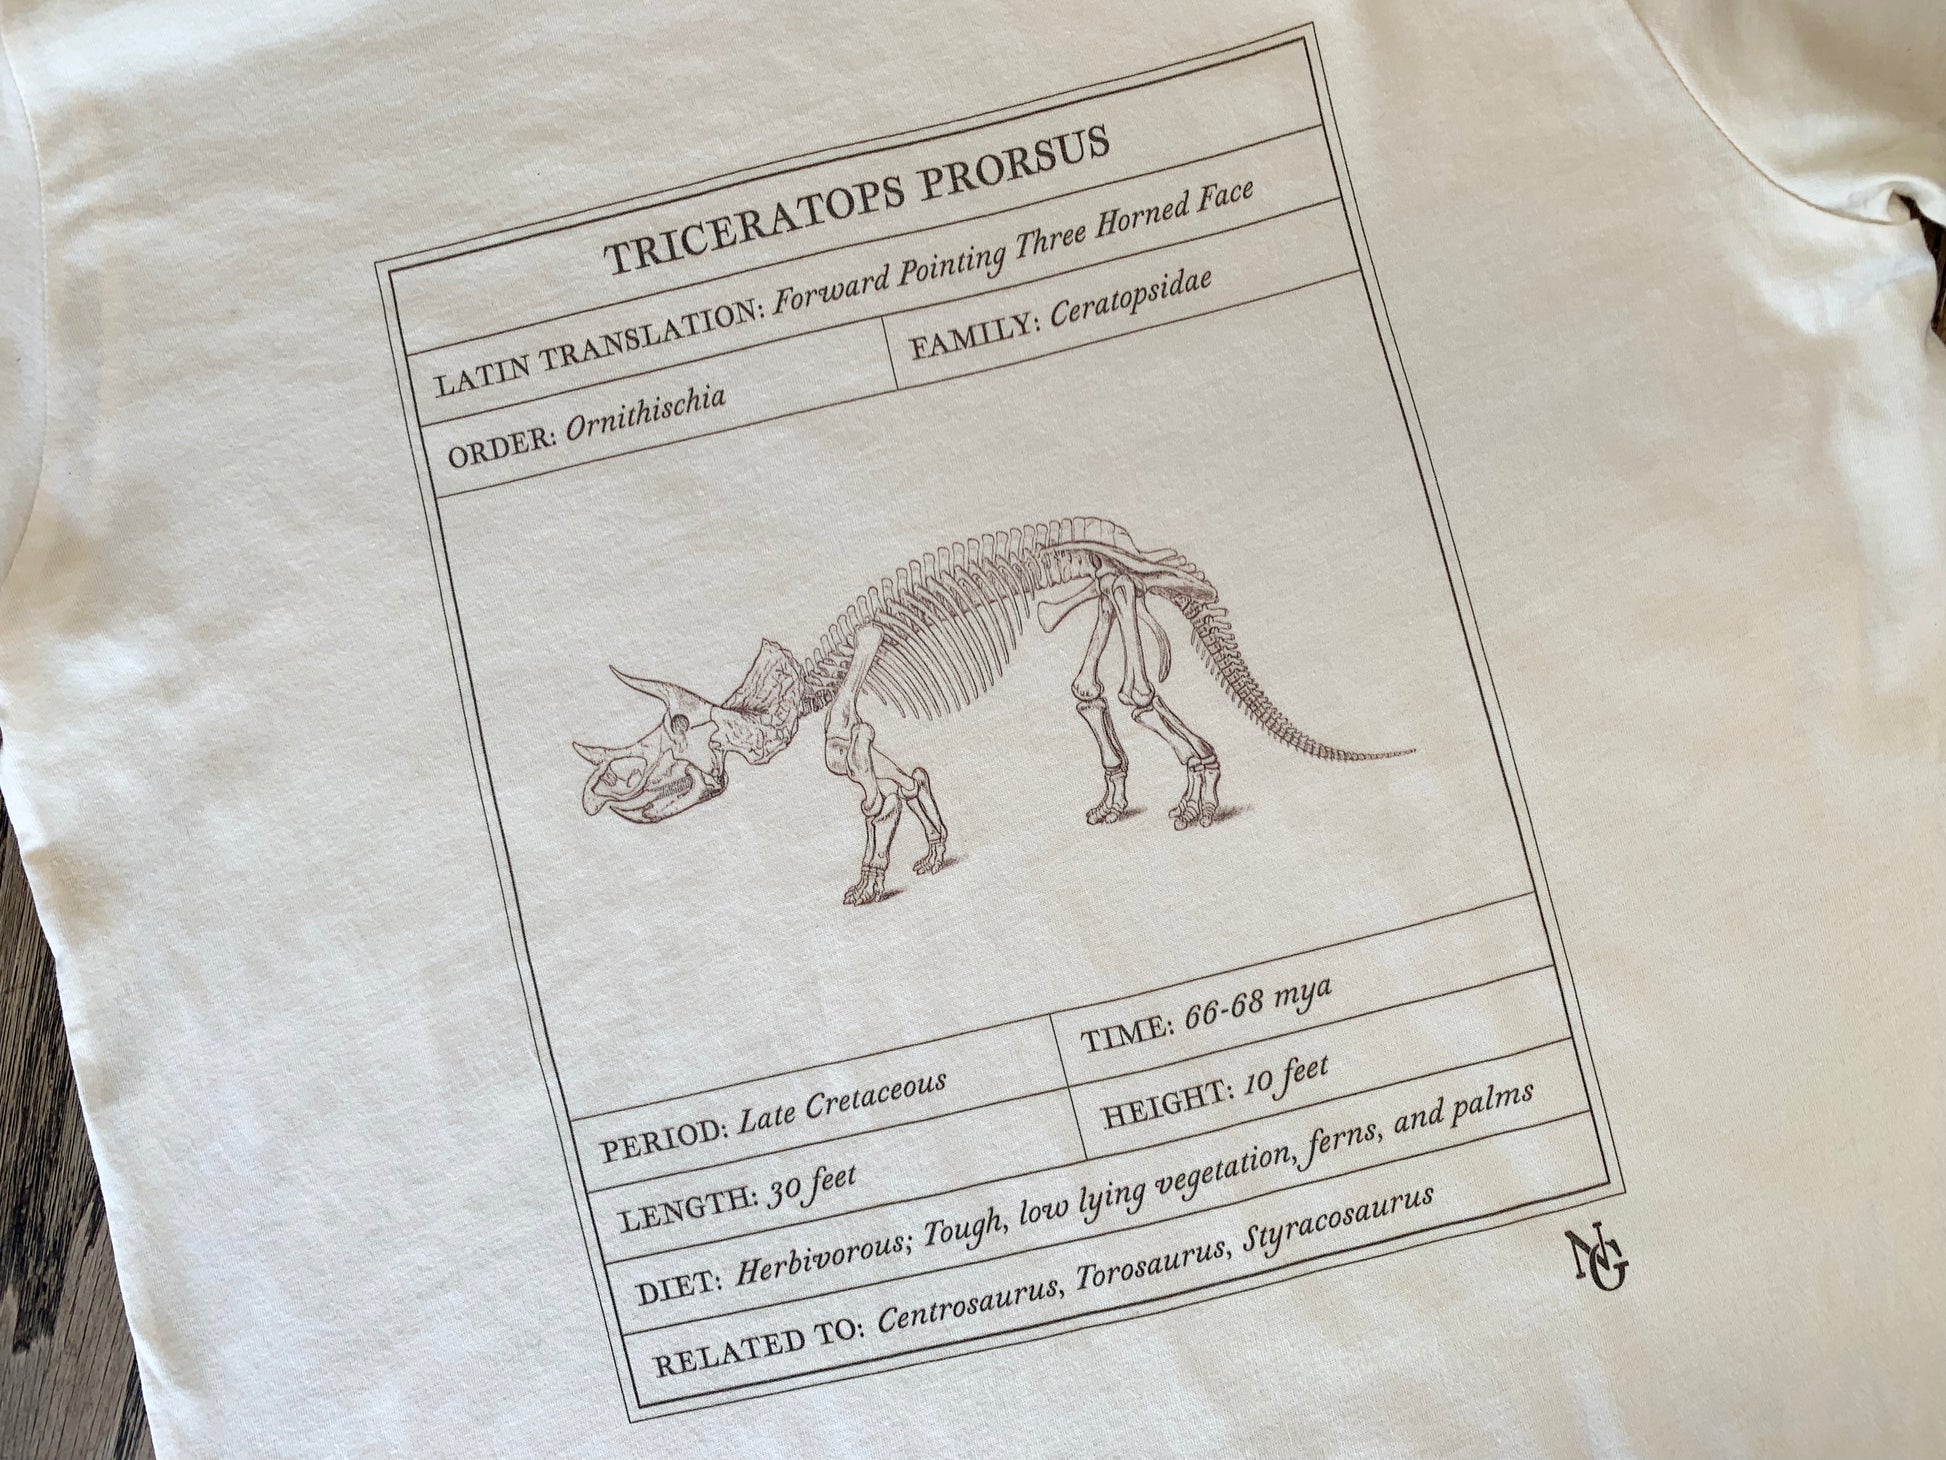 TRICERATOPS PRORSUS
LATIN TRANSLATION: Forward Pointing Three Horned Face
ORDER: Ornithischia
FAMILY: Ceratopsidae
PERIOD: Late Cretaceous
TIME: 66-68 mya
LENGTH: 30 feet
HEIGHT: 10 feet
DIET: Herbivorous; Tough, low lying vegetation, ferns, and palms
RELATED TO: Centrosaurus, Torosaurus, Styracosaurus
NG